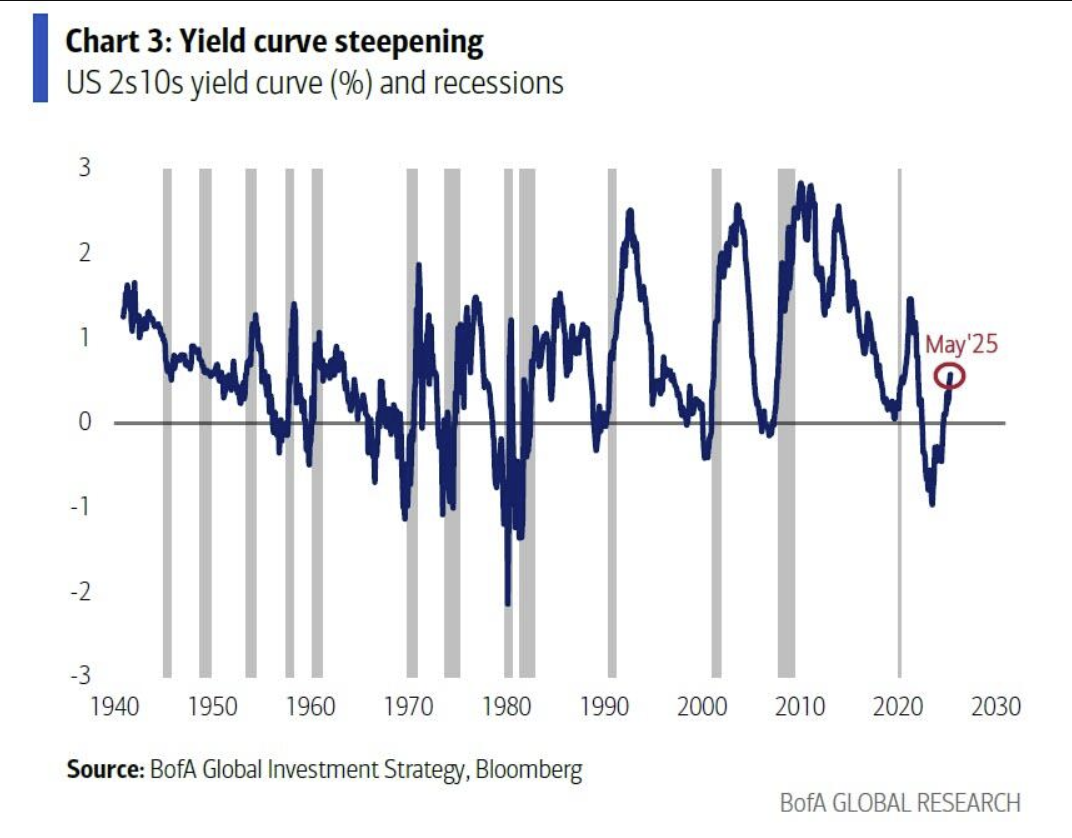 Chart 3: Yield curve steepening
US 2s10s yield curve (%) and recessions
3
2
1
0
-1
-2
-3
May'25
1940 1950 1960 1970 1980 1990 2000 2010 2020 2030
Source: BofA Global Investment Strategy, Bloomberg
BofA GLOBAL RESEARCH